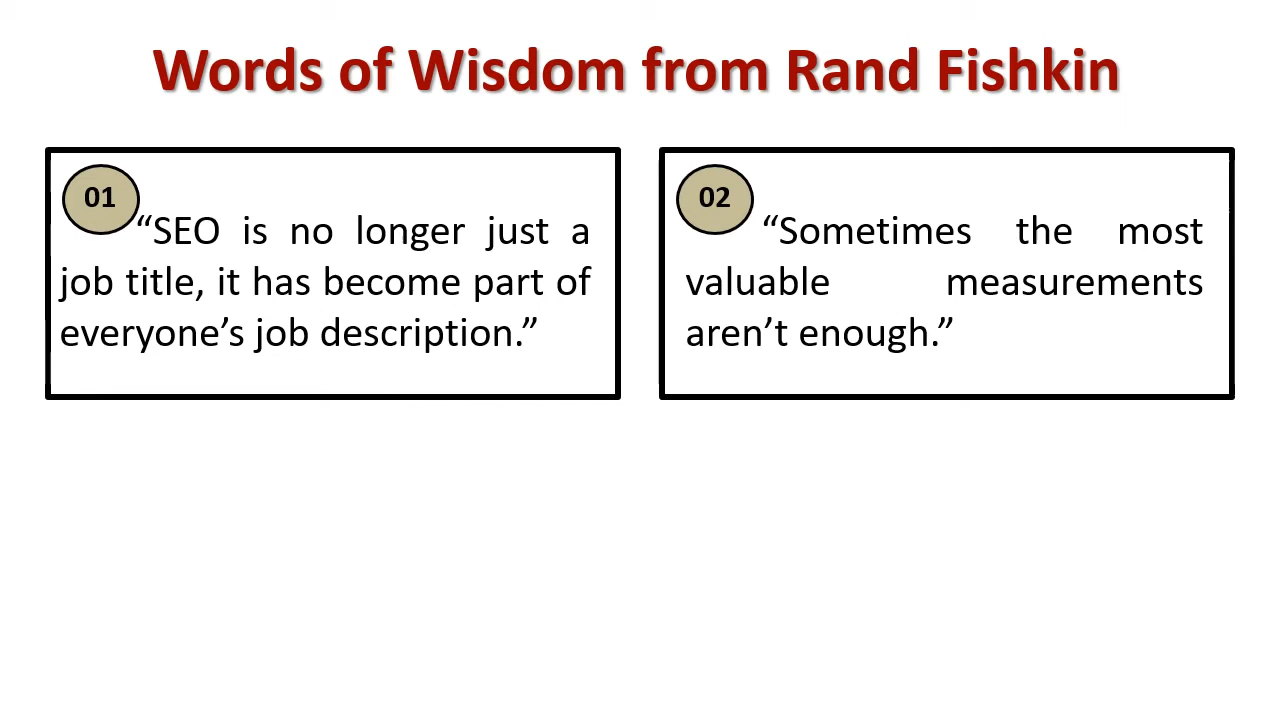 Words of Wisdom from Rand Fishkin
01
“SEO is no longer just a
job title, it has become part of
everyone’s job description.”
02
“Sometimes the most
valuable measurements
aren’t enough.”